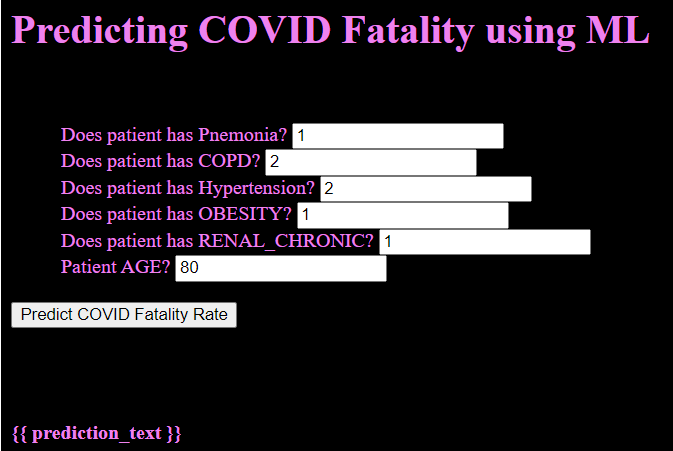 Predicting COVID Fatality using ML
Does patient has Pnemonia? 1
Does patient has COPD? 2
Does patient has Hypertension? 2
Does patient has OBESITY? 1
Does patient has RENAL_CHRONIC? 1
Patient AGE? 80
Predict COVID Fatality Rate
{{ prediction_text }}